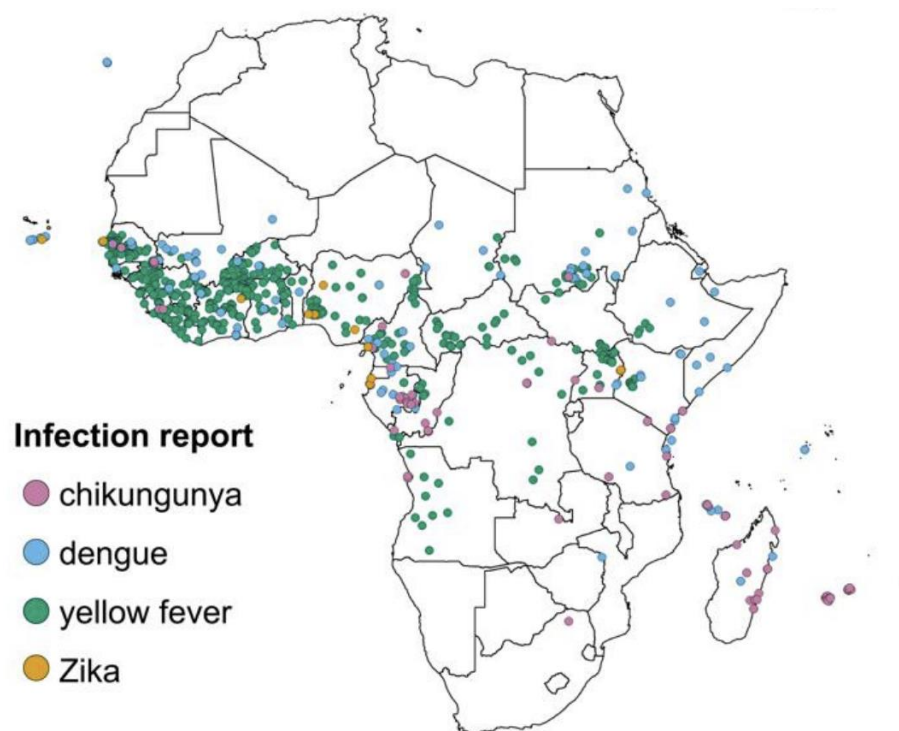 Infection report
chikungunya
dengue
yellow fever
Zika